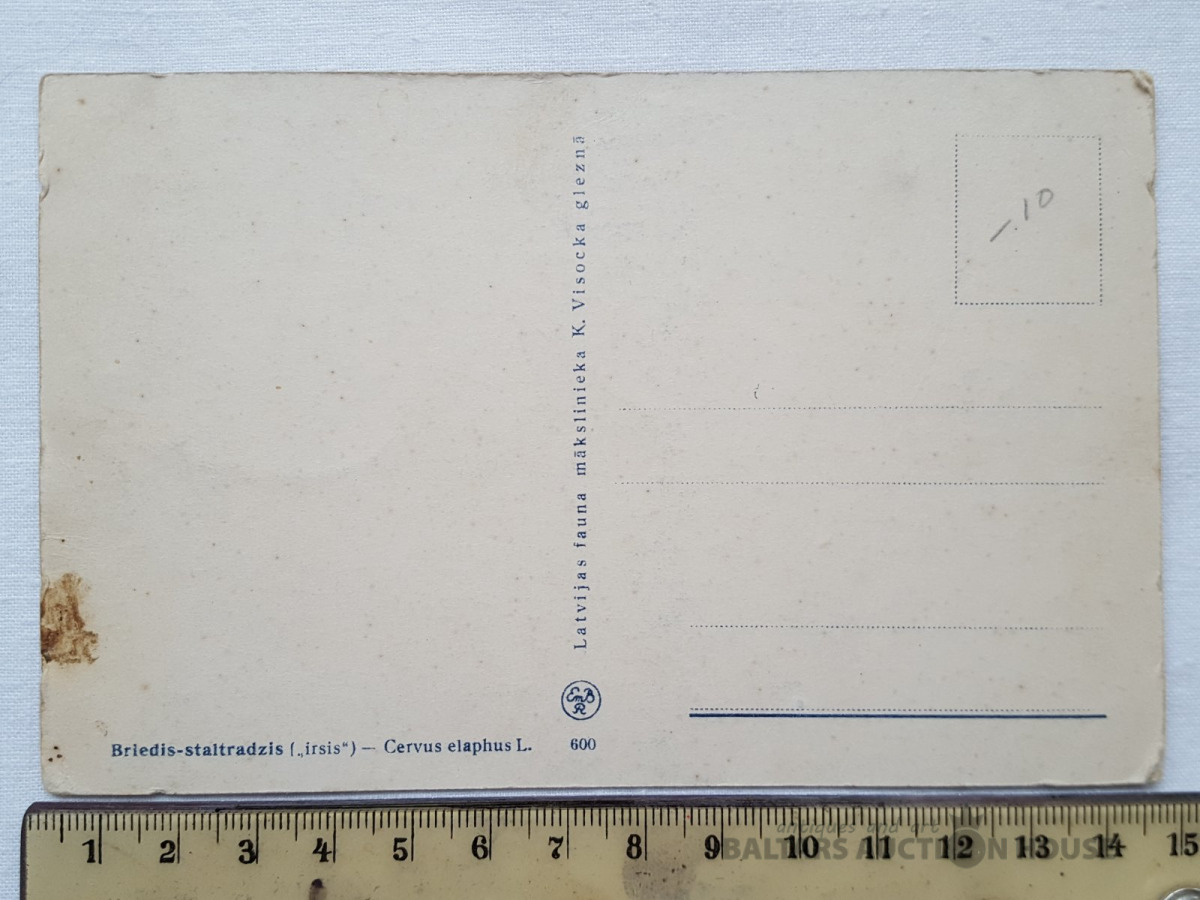 Latvijas fauna mākslinieka K. Visocka gleznā
—.10
Briedis-staltradzis („irsis“) — Cervus elaphus L.
600
1 2 3 4 5 6 7 8 9 10 11 12 13 14 15
antiques and art
BALTARS AUCTION HOUSE